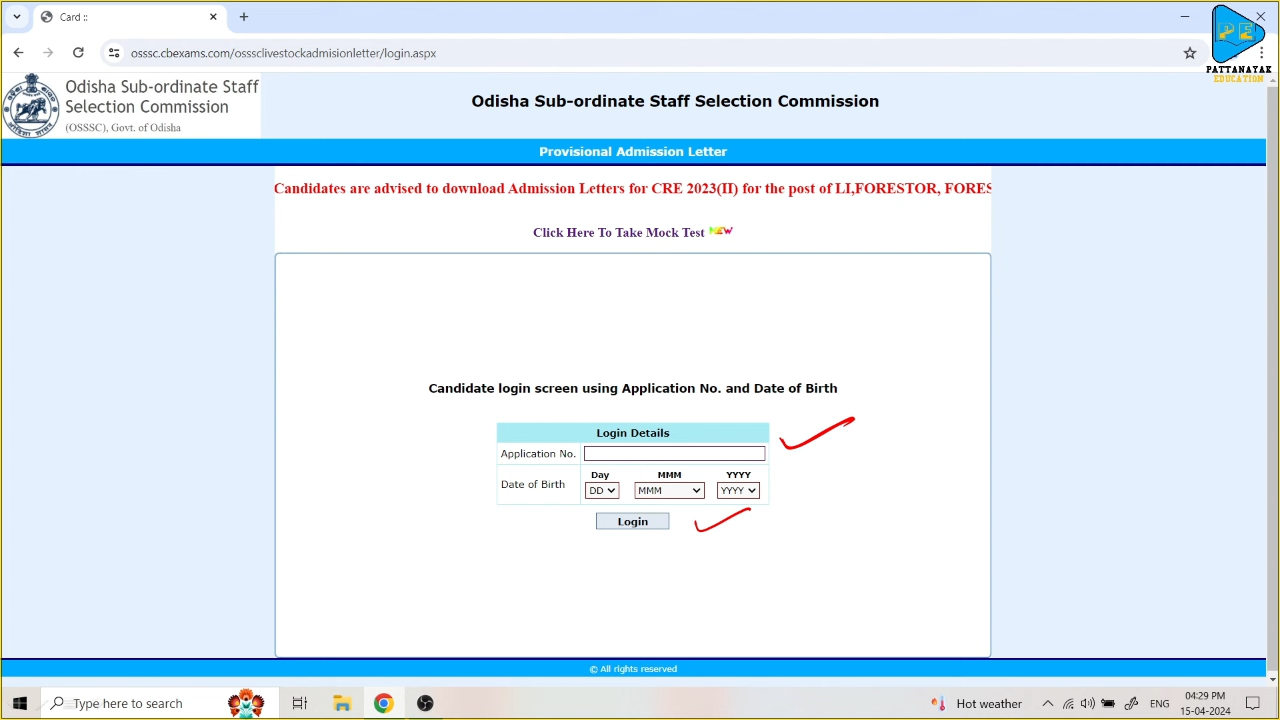 Card ::
PE
PATTANAYAK
EDUCATION
osssc.cbexams.com/osssclivestockadmisionletter/login.aspx
Odisha Sub-ordinate Staff
Selection Commission
(OSSSC), Govt. of Odisha
Odisha Sub-ordinate Staff Selection Commission
Provisional Admission Letter
Candidates are advised to download Admission Letters for CRE 2023(II) for the post of LI,FORESTOR, FORES
Click Here To Take Mock Test NEW
Candidate login screen using Application No. and Date of Birth
Login Details
Application No.
Day MMM YYYY
Date of Birth
DD MMM YYYY
Login
© All rights reserved
Type here to search
Hot weather
ENG
04:29 PM
15-04-2024